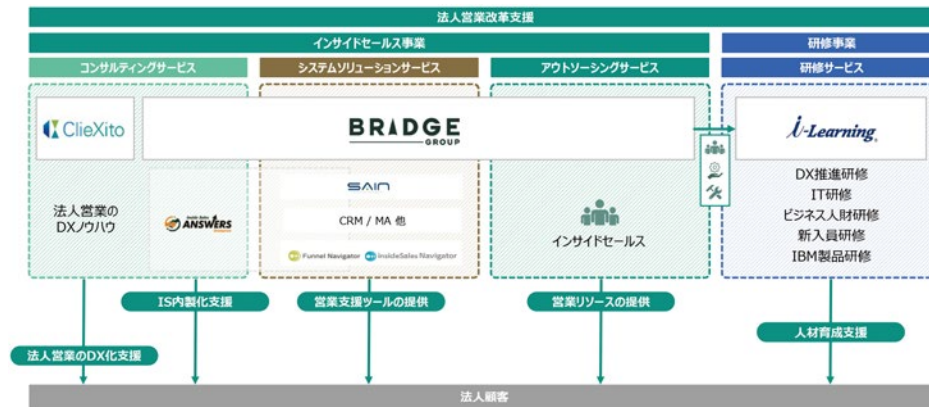 法人営業改革支援
インサイドセールス事業
研修事業
コンサルティングサービス
システムソリューションサービス
アウトソーシングサービス
研修サービス
ClieXito
BRIDGE
GROUP
i-Learning
法人営業の
DXノウハウ
Inside Sales
ANSWERS
SAIN
CRM / MA 他
Funnel Navigator
InsideSales Navigator
インサイドセールス
DX推進研修
IT研修
ビジネス人財研修
新入員研修
IBM製品研修
IS内製化支援
営業支援ツールの提供
営業リソースの提供
人材育成支援
法人営業のDX化支援
法人顧客